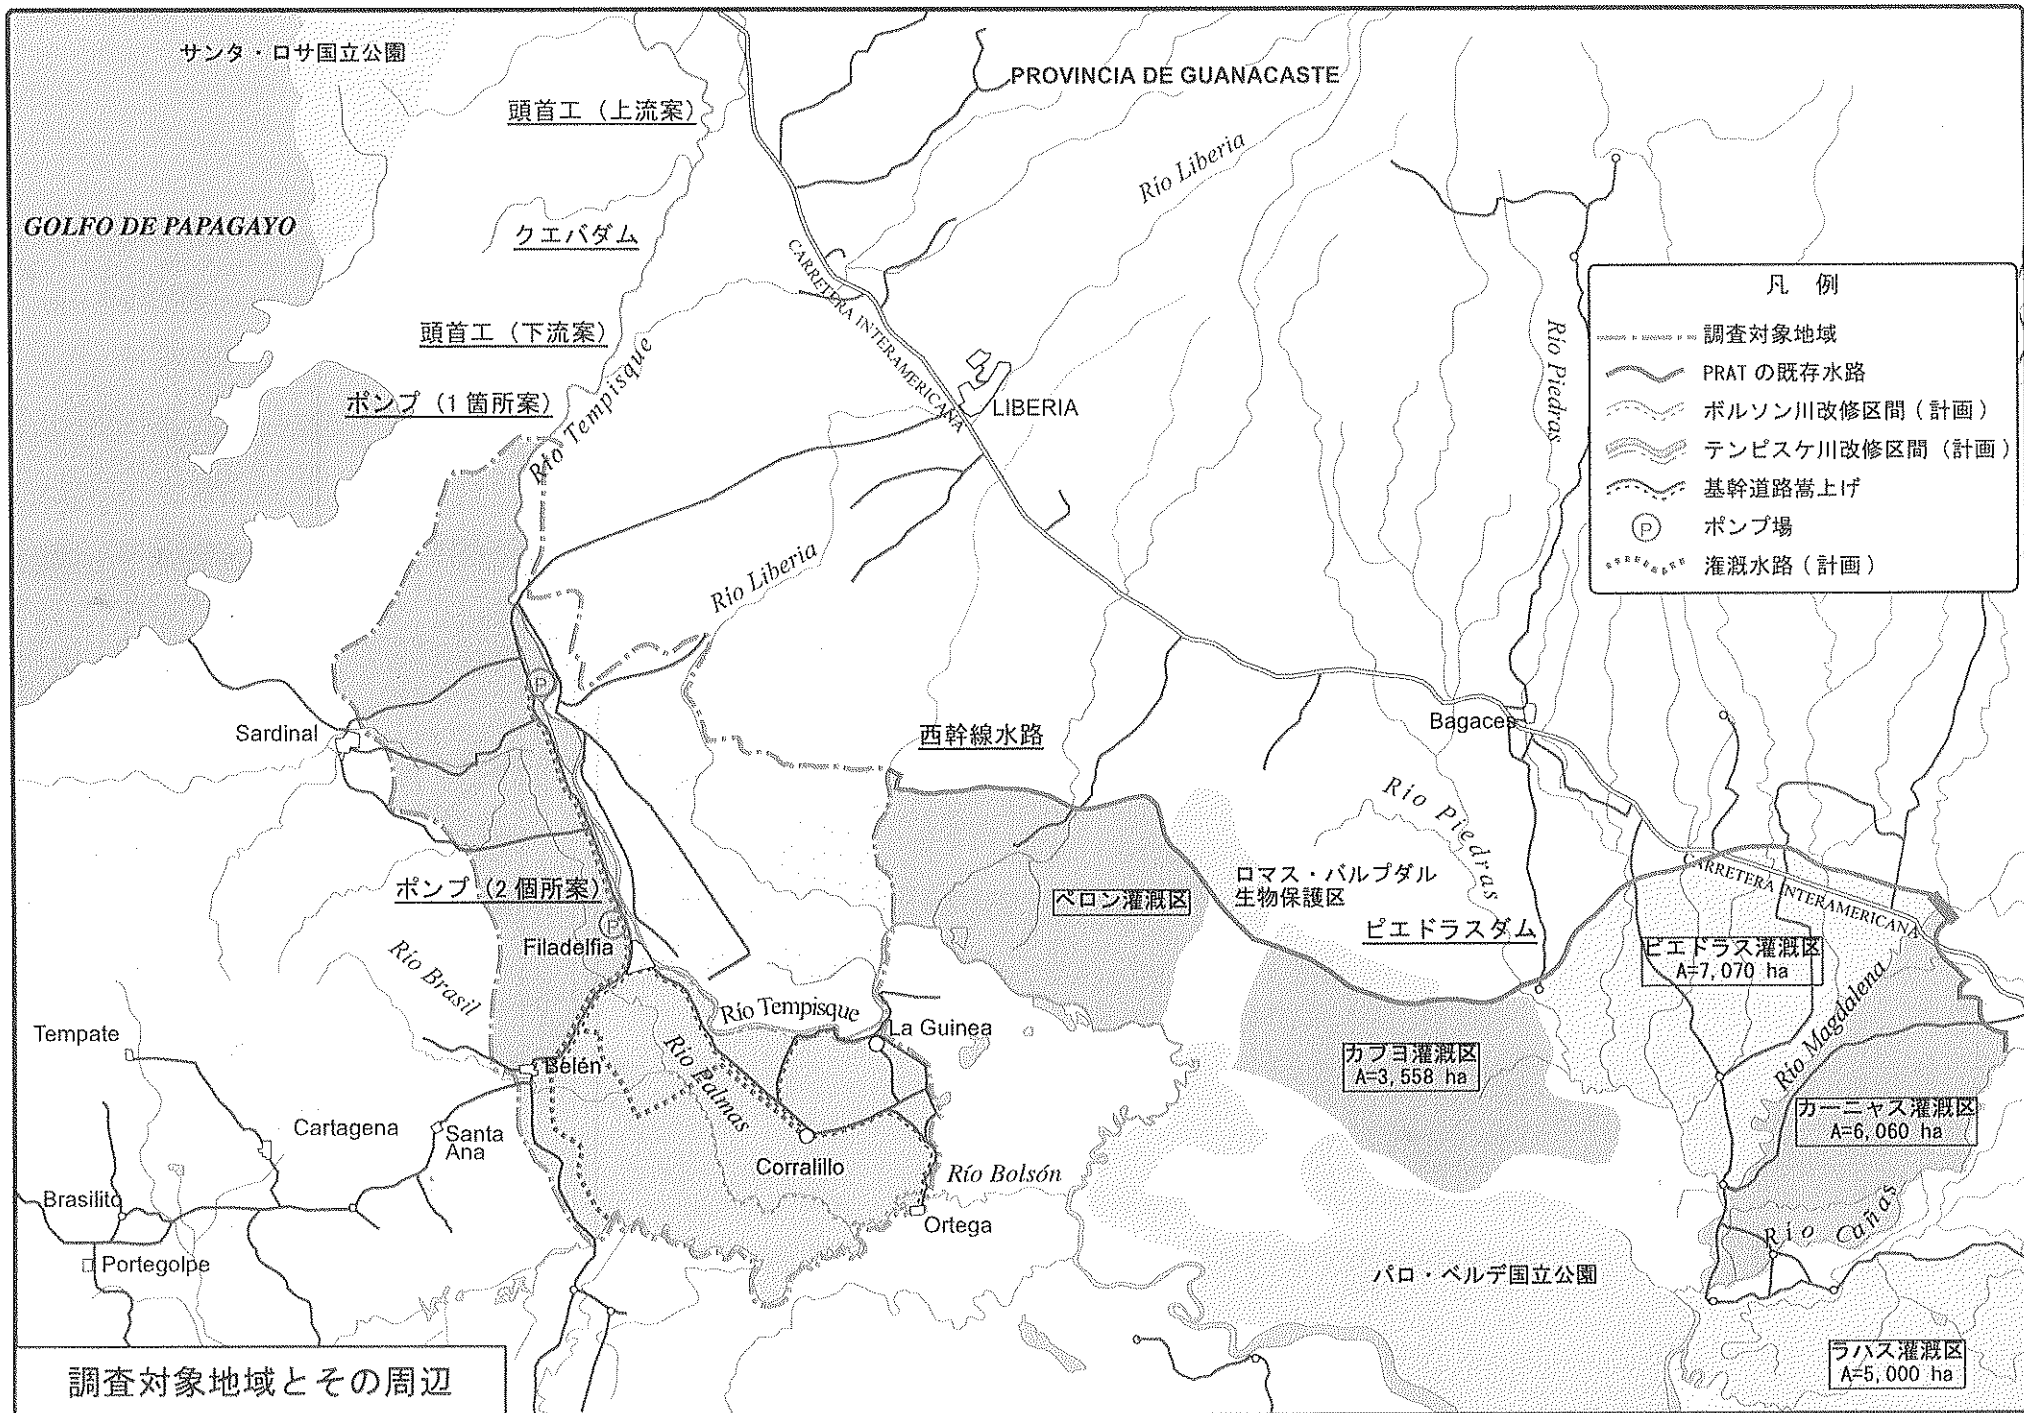 サンタ・ロサ国立公園
PROVINCIA DE GUANACASTE
頭首工（上流案）
Río Liberia
GOLFO DE PAPAGAYO
クエバダム
CARRETERA INTERAMERICANA
頭首工（下流案）
Río Tempisque
Río Piedras
凡　例
調査対象地域
PRATの既存水路
ボルソン川改修区間(計画)
テンピスケ川改修区間(計画)
基幹道路嵩上げ
P
ポンプ場
灌漑水路(計画)
ポンプ（1箇所案）
LIBERIA
Río Liberia
P
Sardinal
西幹線水路
Bagaces
Río Piedras
CARRETERA INTERAMERICANA
ポンプ（2個所案）
ペロン灌漑区
ロマス・バルブダル
生物保護区
P
ピエドラスダム
Filadelfia
ピエドラス灌漑区
A=7,070 ha
Río Brasil
Río Tempisque
La Guinea
Tempate
Río Magdalena
カブヨ灌漑区
A=3,558 ha
Belén
Río Palmas
カーニャス灌漑区
A=6,060 ha
Cartagena
Santa
Ana
Corralillo
Río Bolsón
Brasilito
Ortega
Río Cañas
Portegolpe
パロ・ベルデ国立公園
ラハス灌漑区
A=5,000 ha
調査対象地域とその周辺